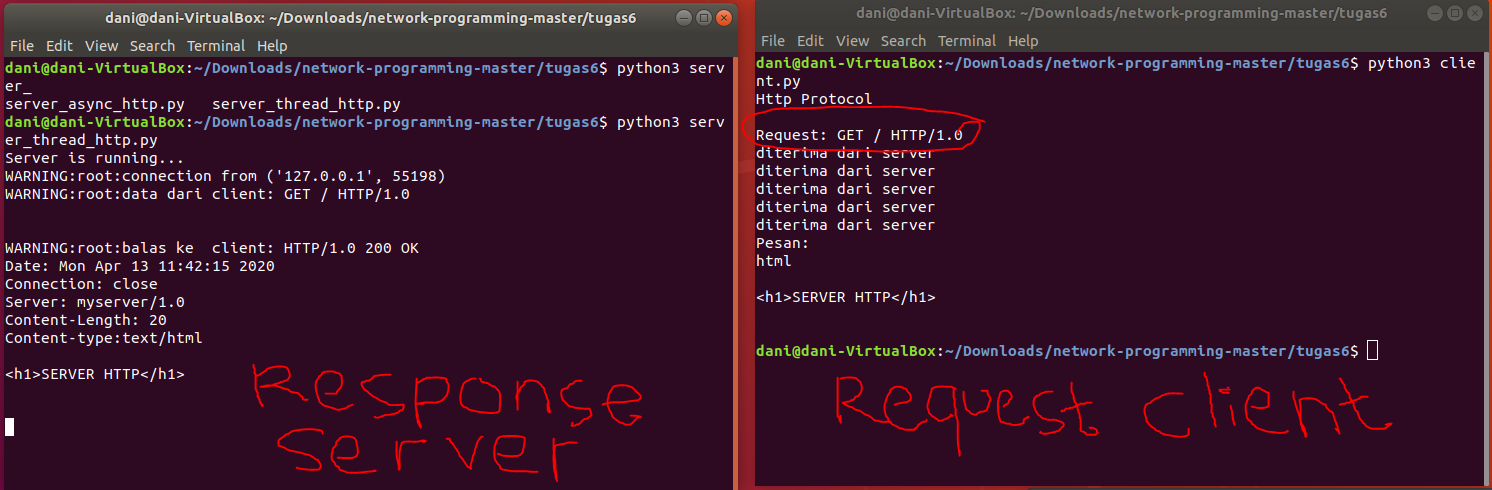 dani@dani-VirtualBox: ~/Downloads/network-programming-master/tugas6
File Edit View Search Terminal Help
dani@dani-VirtualBox:~/Downloads/network-programming-master/tugas6$ python3 serv
er_
server_async_http.py   server_thread_http.py
dani@dani-VirtualBox:~/Downloads/network-programming-master/tugas6$ python3 serv
er_thread_http.py
Server is running...
WARNING:root:connection from ('127.0.0.1', 55198)
WARNING:root:data dari client: GET / HTTP/1.0
WARNING:root:balas ke  client: HTTP/1.0 200 OK
Date: Mon Apr 13 11:42:15 2020
Connection: close
Server: myserver/1.0
Content-Length: 20
Content-type:text/html
<h1>SERVER HTTP</h1>
Response
Server
dani@dani-VirtualBox: ~/Downloads/network-programming-master/tugas6
File Edit View Search Terminal Help
dani@dani-VirtualBox:~/Downloads/network-programming-master/tugas6$ python3 clie
nt.py
Http Protocol
Request: GET / HTTP/1.0
diterima dari server
diterima dari server
diterima dari server
diterima dari server
diterima dari server
Pesan:
html
<h1>SERVER HTTP</h1>
dani@dani-VirtualBox:~/Downloads/network-programming-master/tugas6$
Request client